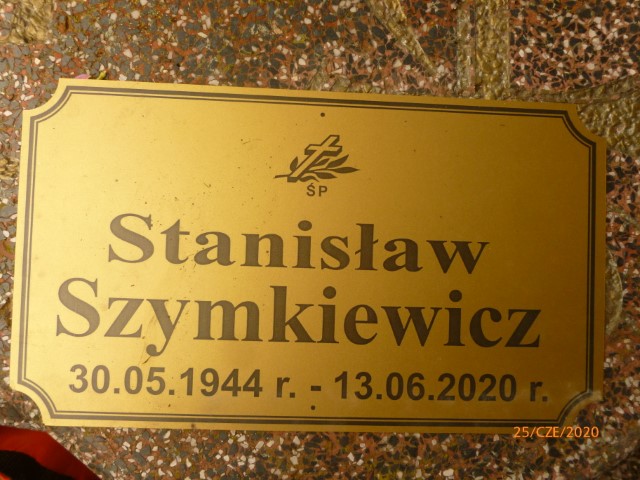 ŚP
Stanisław
Szymkiewicz
30.05.1944 r. - 13.06.2020 r.
25/CZE/2020